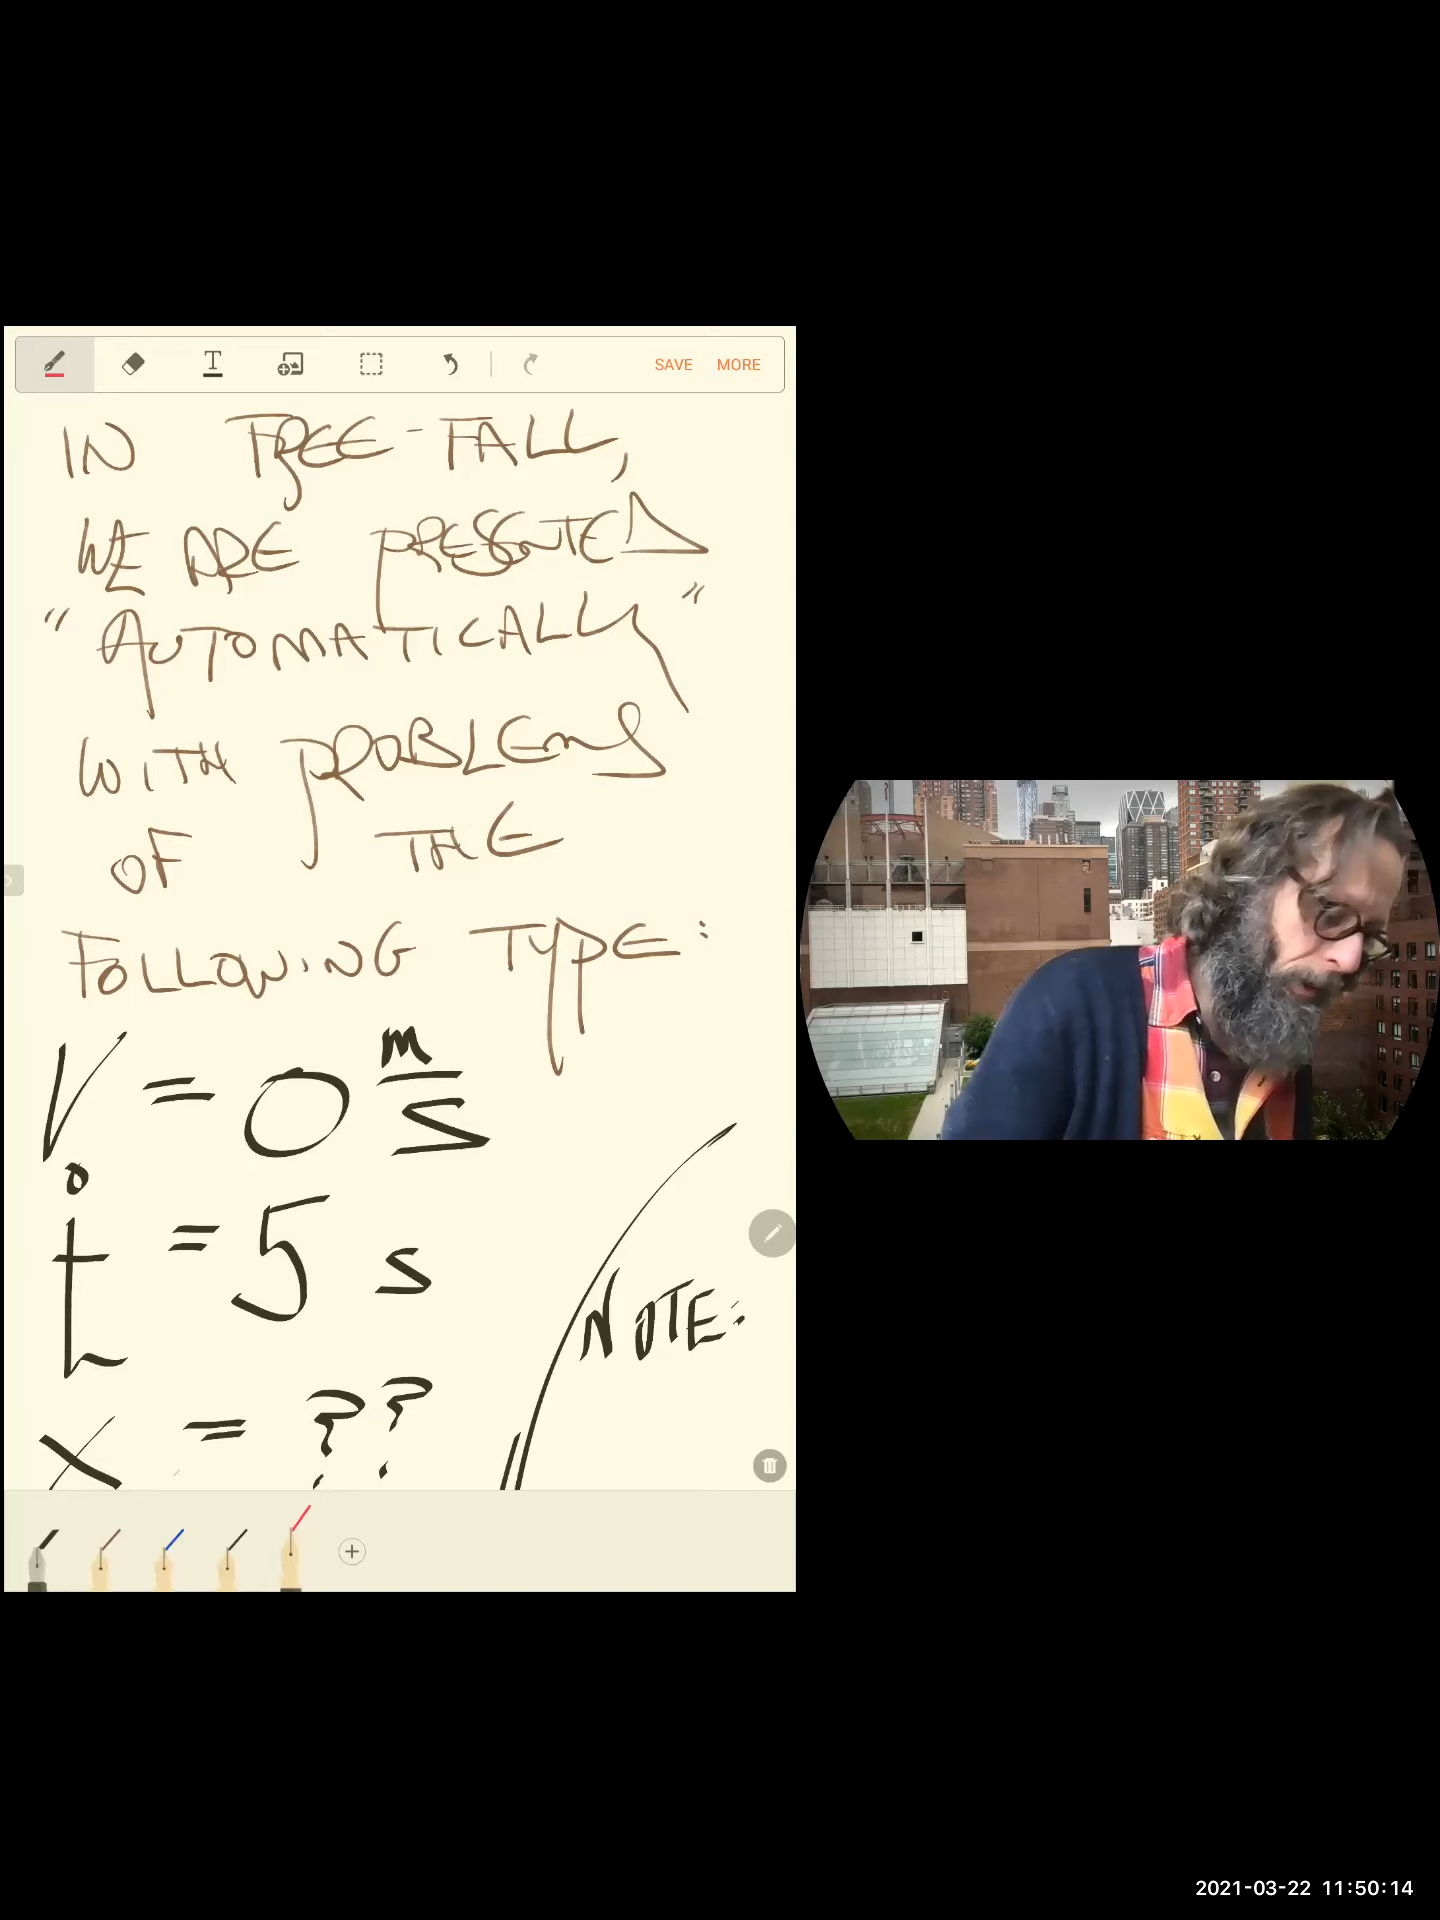 SAVE MORE
IN FREE-FALL,
WE ARE PRESENTED
"AUTOMATICALLY"
WITH PROBLEMS
OF THE
FOLLOWING TYPE:
V₀ = 0 m/s
t = 5 s
NOTE:
x = ??
2021-03-22 11:50:14